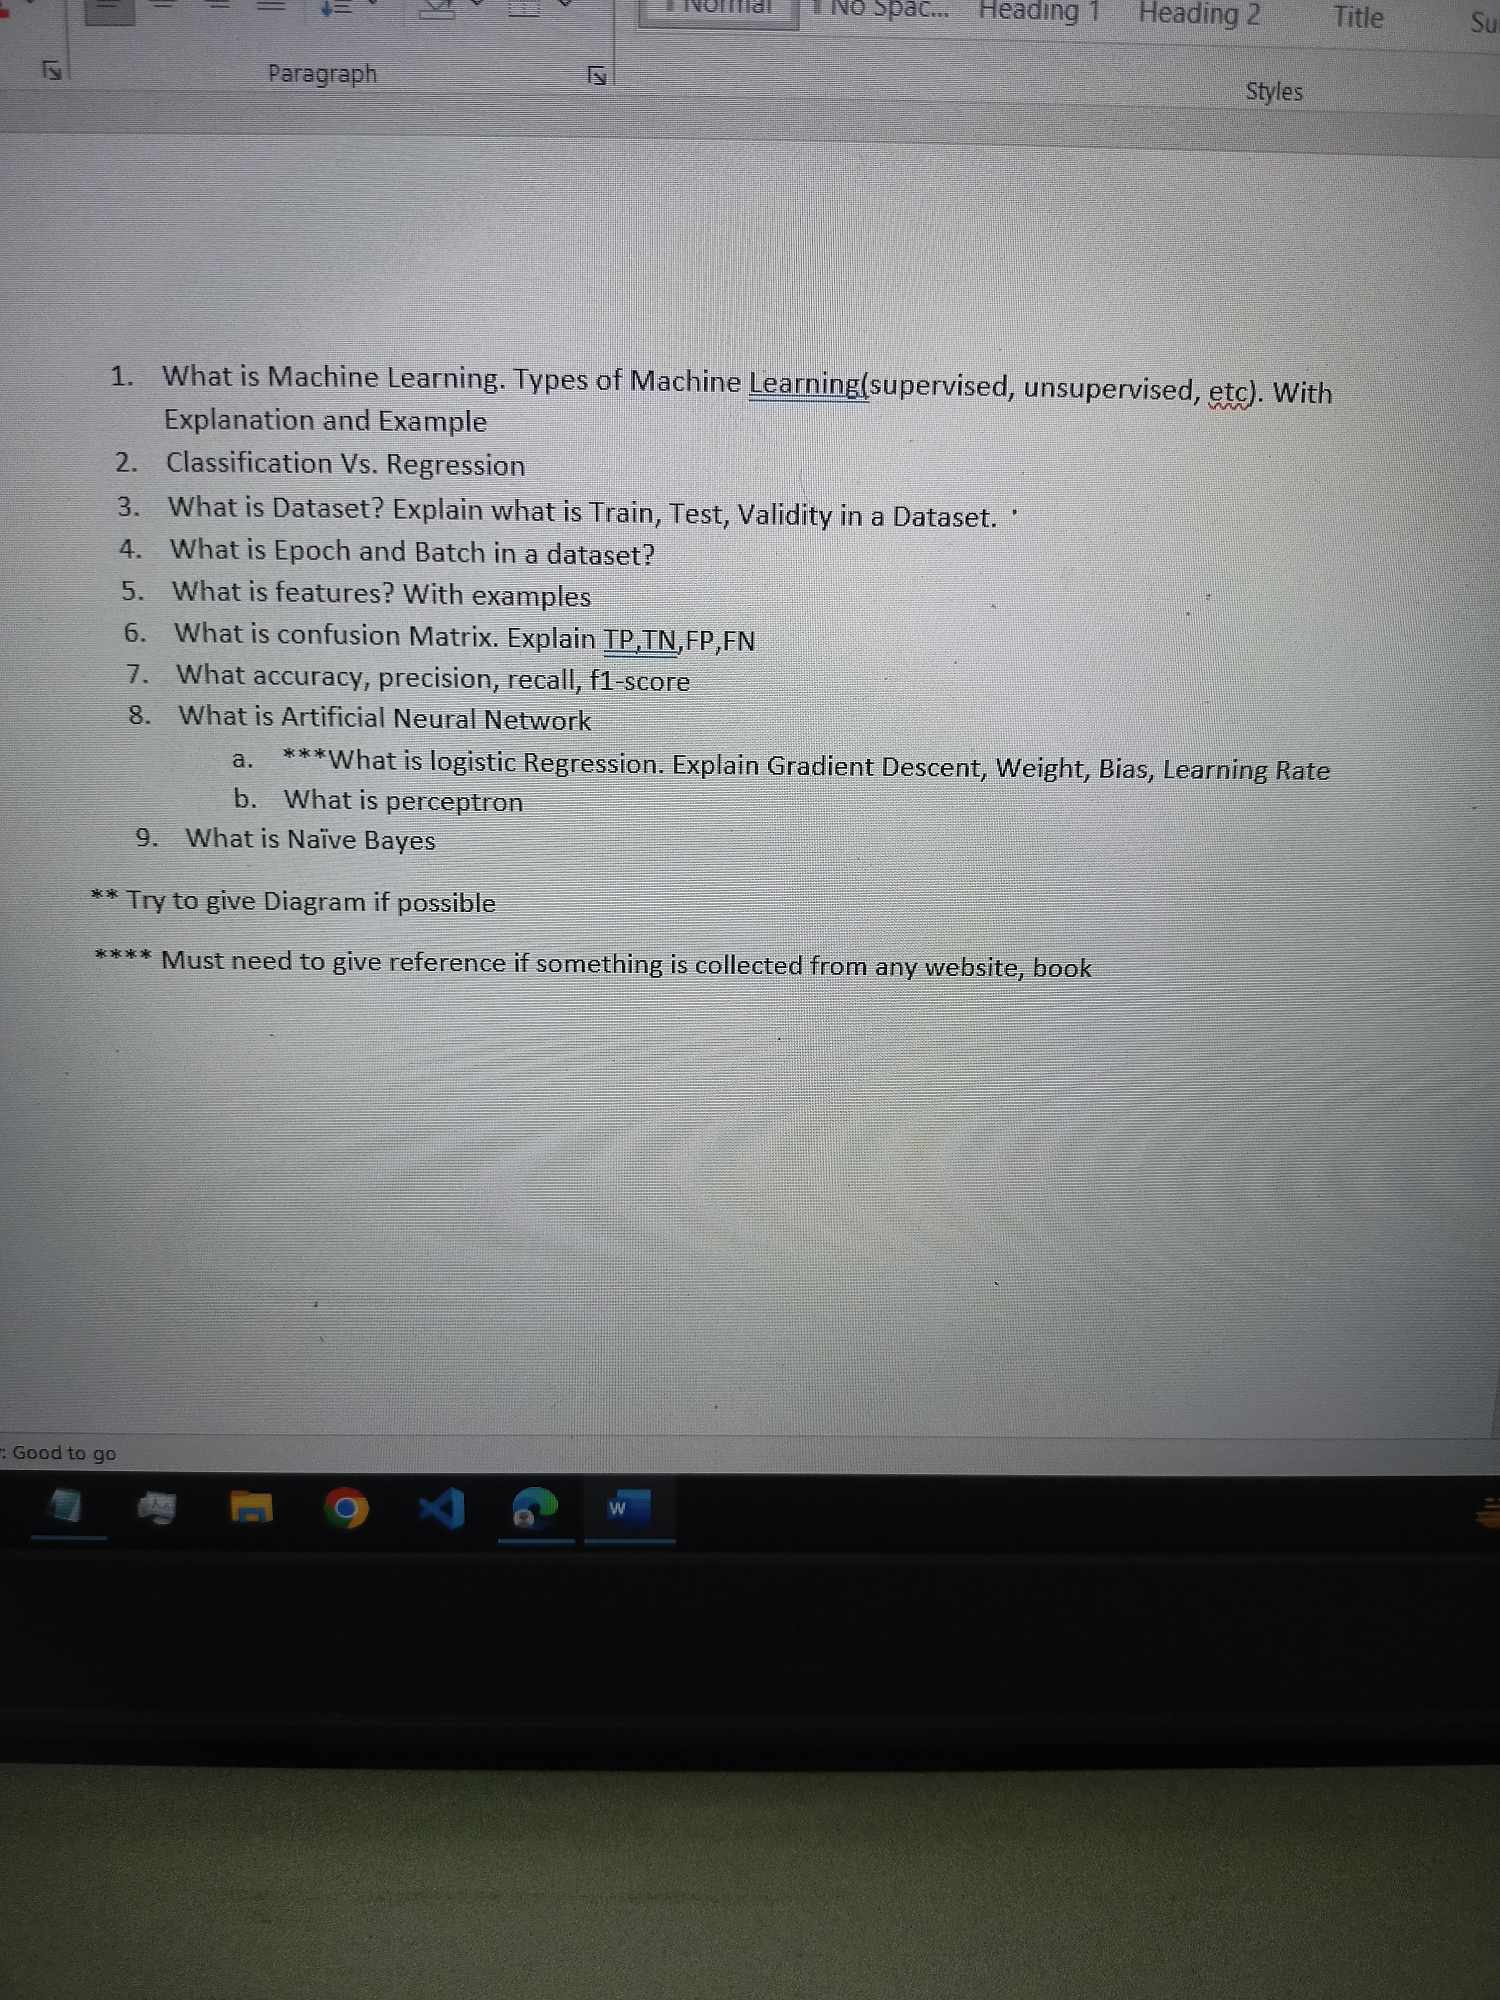 Normal
No Spac...
Heading 1
Heading 2
Title
Paragraph
Styles
1. What is Machine Learning. Types of Machine Learning(supervised, unsupervised, etc). With
Explanation and Example
2. Classification Vs. Regression
3. What is Dataset? Explain what is Train, Test, Validity in a Dataset.
4. What is Epoch and Batch in a dataset?
5. What is features? With examples
6. What is confusion Matrix. Explain TP,TN,FP,FN
7. What accuracy, precision, recall, f1-score
8. What is Artificial Neural Network
a. ***What is logistic Regression. Explain Gradient Descent, Weight, Bias, Learning Rate
b. What is perceptron
9. What is Naïve Bayes
** Try to give Diagram if possible
**** Must need to give reference if something is collected from any website, book
: Good to go
W